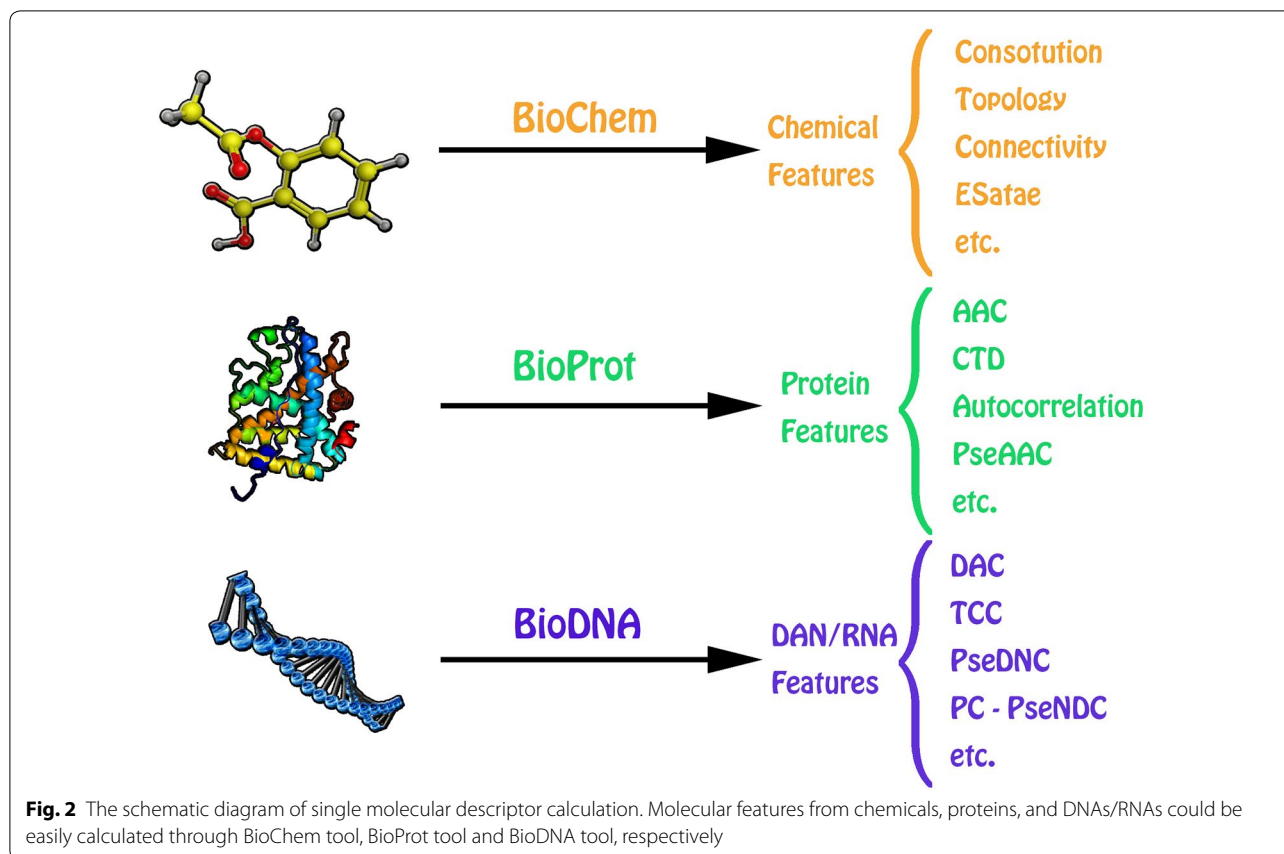 BioChem
Chemical
Features
Consotution
Topology
Connectivity
ESatae
etc.
BioProt
Protein
Features
AAC
CTD
Autocorrelation
PseAAC
etc.
BioDNA
DAN/RNA
Features
DAC
TCC
PseDNC
PC - PseNDC
etc.
Fig. 2 The schematic diagram of single molecular descriptor calculation. Molecular features from chemicals, proteins, and DNAs/RNAs could be
easily calculated through BioChem tool, BioProt tool and BioDNA tool, respectively